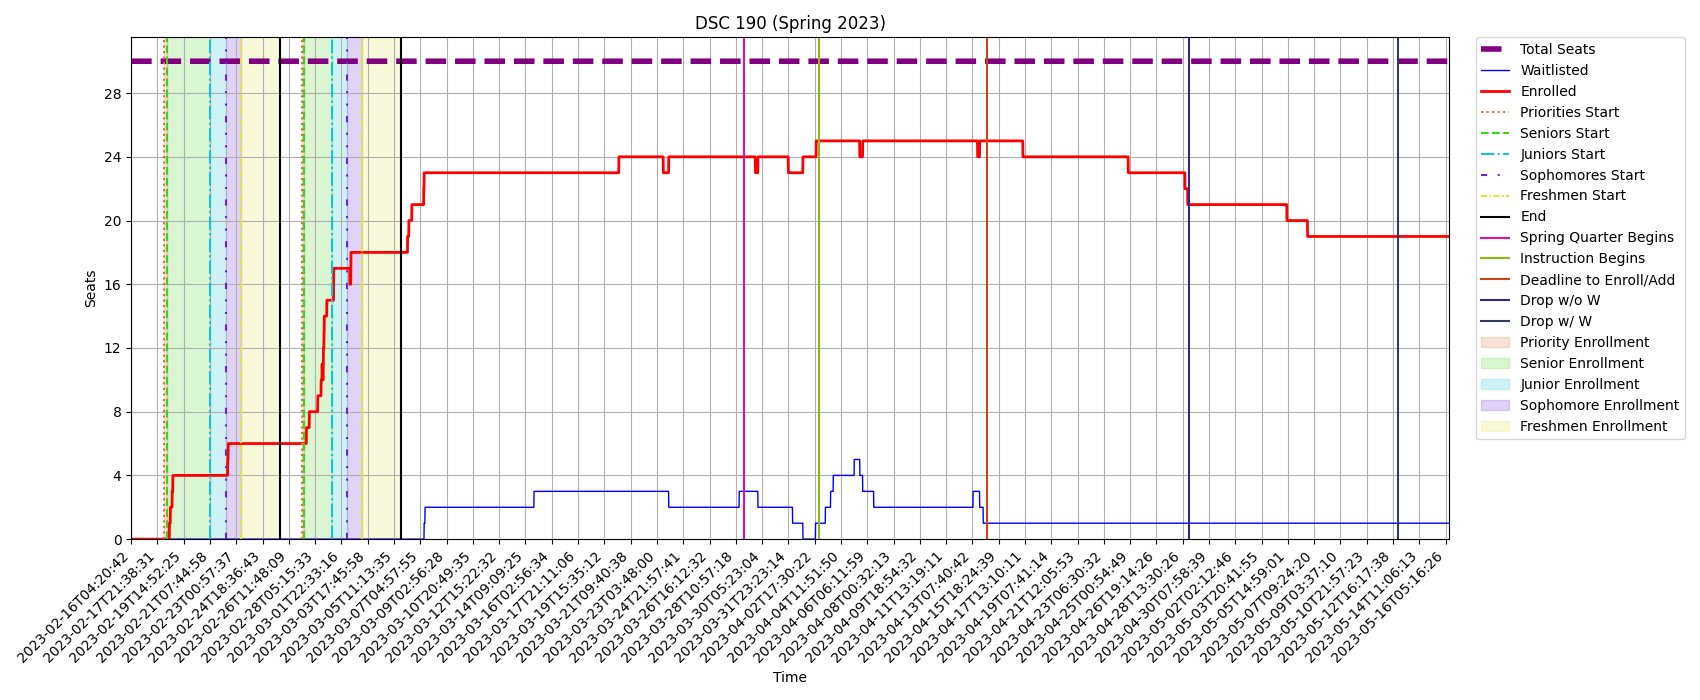 DSC 190 (Spring 2023)
Seats
28
24
20
16
12
8
4
0
2023-02-16T04:20:42
2023-02-17T21:38:31
2023-02-19T14:52:25
2023-02-21T07:44:58
2023-02-23T00:57:37
2023-02-24T18:36:43
2023-02-26T11:48:09
2023-02-28T05:15:33
2023-03-01T22:33:16
2023-03-03T17:45:58
2023-03-05T11:13:35
2023-03-07T04:57:55
2023-03-09T02:56:28
2023-03-10T20:49:35
2023-03-12T15:22:32
2023-03-14T09:09:25
2023-03-16T02:56:34
2023-03-17T21:11:06
2023-03-19T15:35:12
2023-03-21T09:40:38
2023-03-23T03:48:00
2023-03-24T21:57:41
2023-03-26T16:12:32
2023-03-28T10:57:18
2023-03-30T05:23:04
2023-03-31T23:23:14
2023-04-02T17:30:22
2023-04-04T11:51:50
2023-04-06T06:11:59
2023-04-08T00:32:13
2023-04-09T18:54:32
2023-04-11T13:19:11
2023-04-13T07:40:42
2023-04-15T18:24:39
2023-04-17T13:10:11
2023-04-19T07:41:14
2023-04-21T12:05:53
2023-04-23T06:30:32
2023-04-25T00:54:49
2023-04-26T19:14:26
2023-04-28T13:30:26
2023-04-30T07:58:39
2023-05-02T02:12:46
2023-05-03T20:41:55
2023-05-05T14:59:01
2023-05-07T09:24:20
2023-05-09T03:37:10
2023-05-10T21:57:23
2023-05-12T16:17:38
2023-05-14T11:06:13
2023-05-16T05:16:26
Time
Total Seats
Waitlisted
Enrolled
Priorities Start
Seniors Start
Juniors Start
Sophomores Start
Freshmen Start
End
Spring Quarter Begins
Instruction Begins
Deadline to Enroll/Add
Drop w/o W
Drop w/ W
Priority Enrollment
Senior Enrollment
Junior Enrollment
Sophomore Enrollment
Freshmen Enrollment